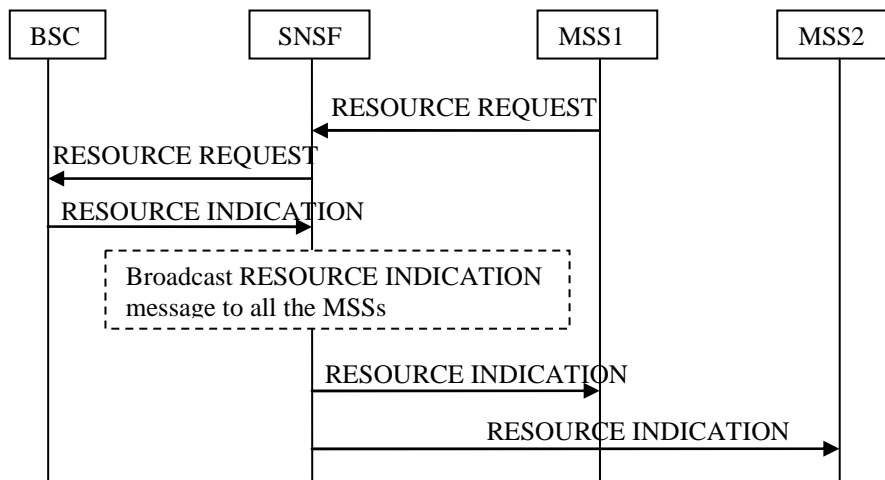 BSC
SNSF
MSS1
MSS2
RESOURCE REQUEST
RESOURCE REQUEST
RESOURCE INDICATION
Broadcast RESOURCE INDICATION
message to all the MSSs
RESOURCE INDICATION
RESOURCE INDICATION